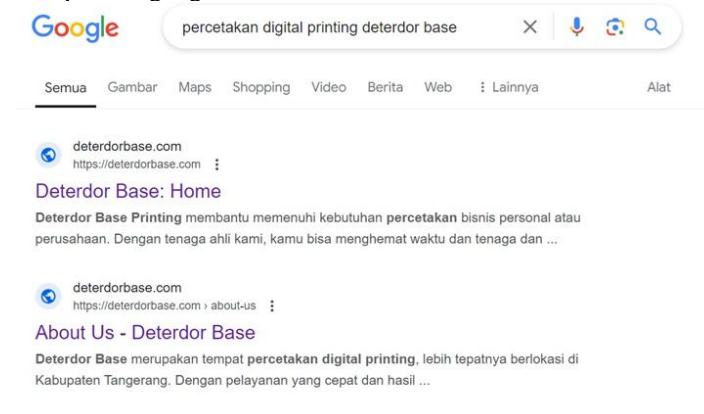 Google
percetakan digital printing deterdor base
Semua Gambar Maps Shopping Video Berita Web Lainnya Alat
deterdorbase.com
https://deterdorbase.com
Deterdor Base: Home
Deterdor Base Printing membantu memenuhi kebutuhan percetakan bisnis personal atau
perusahaan. Dengan tenaga ahli kami, kamu bisa menghemat waktu dan tenaga dan ...
deterdorbase.com
https://deterdorbase.com › about-us
About Us - Deterdor Base
Deterdor Base merupakan tempat percetakan digital printing, lebih tepatnya berlokasi di
Kabupaten Tangerang. Dengan pelayanan yang cepat dan hasil ...